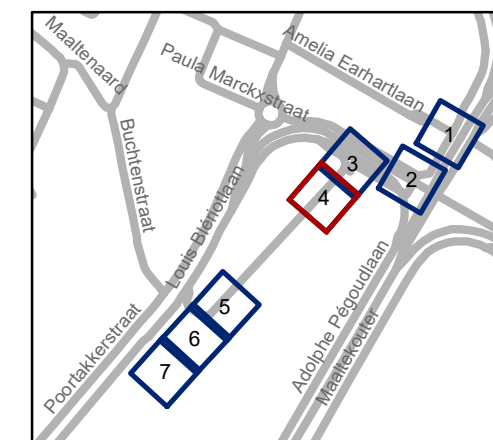 Maaltenaard
Paula Marckxstraat
Amelia Earhartlaan
Buchtenstraat
Louis Blériotlaan
Poortakkerstraat
Adolphe Pégoudlaan
Maaltekouter
1
2
3
4
5
6
7